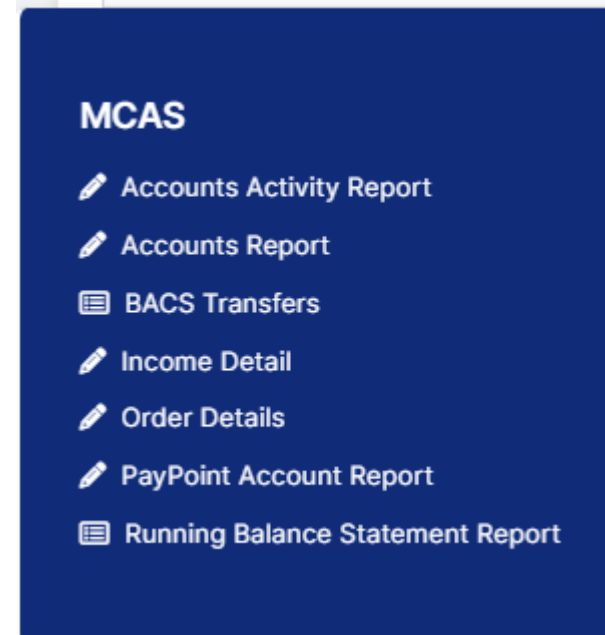 MCAS
Accounts Activity Report
Accounts Report
BACS Transfers
Income Detail
Order Details
PayPoint Account Report
Running Balance Statement Report